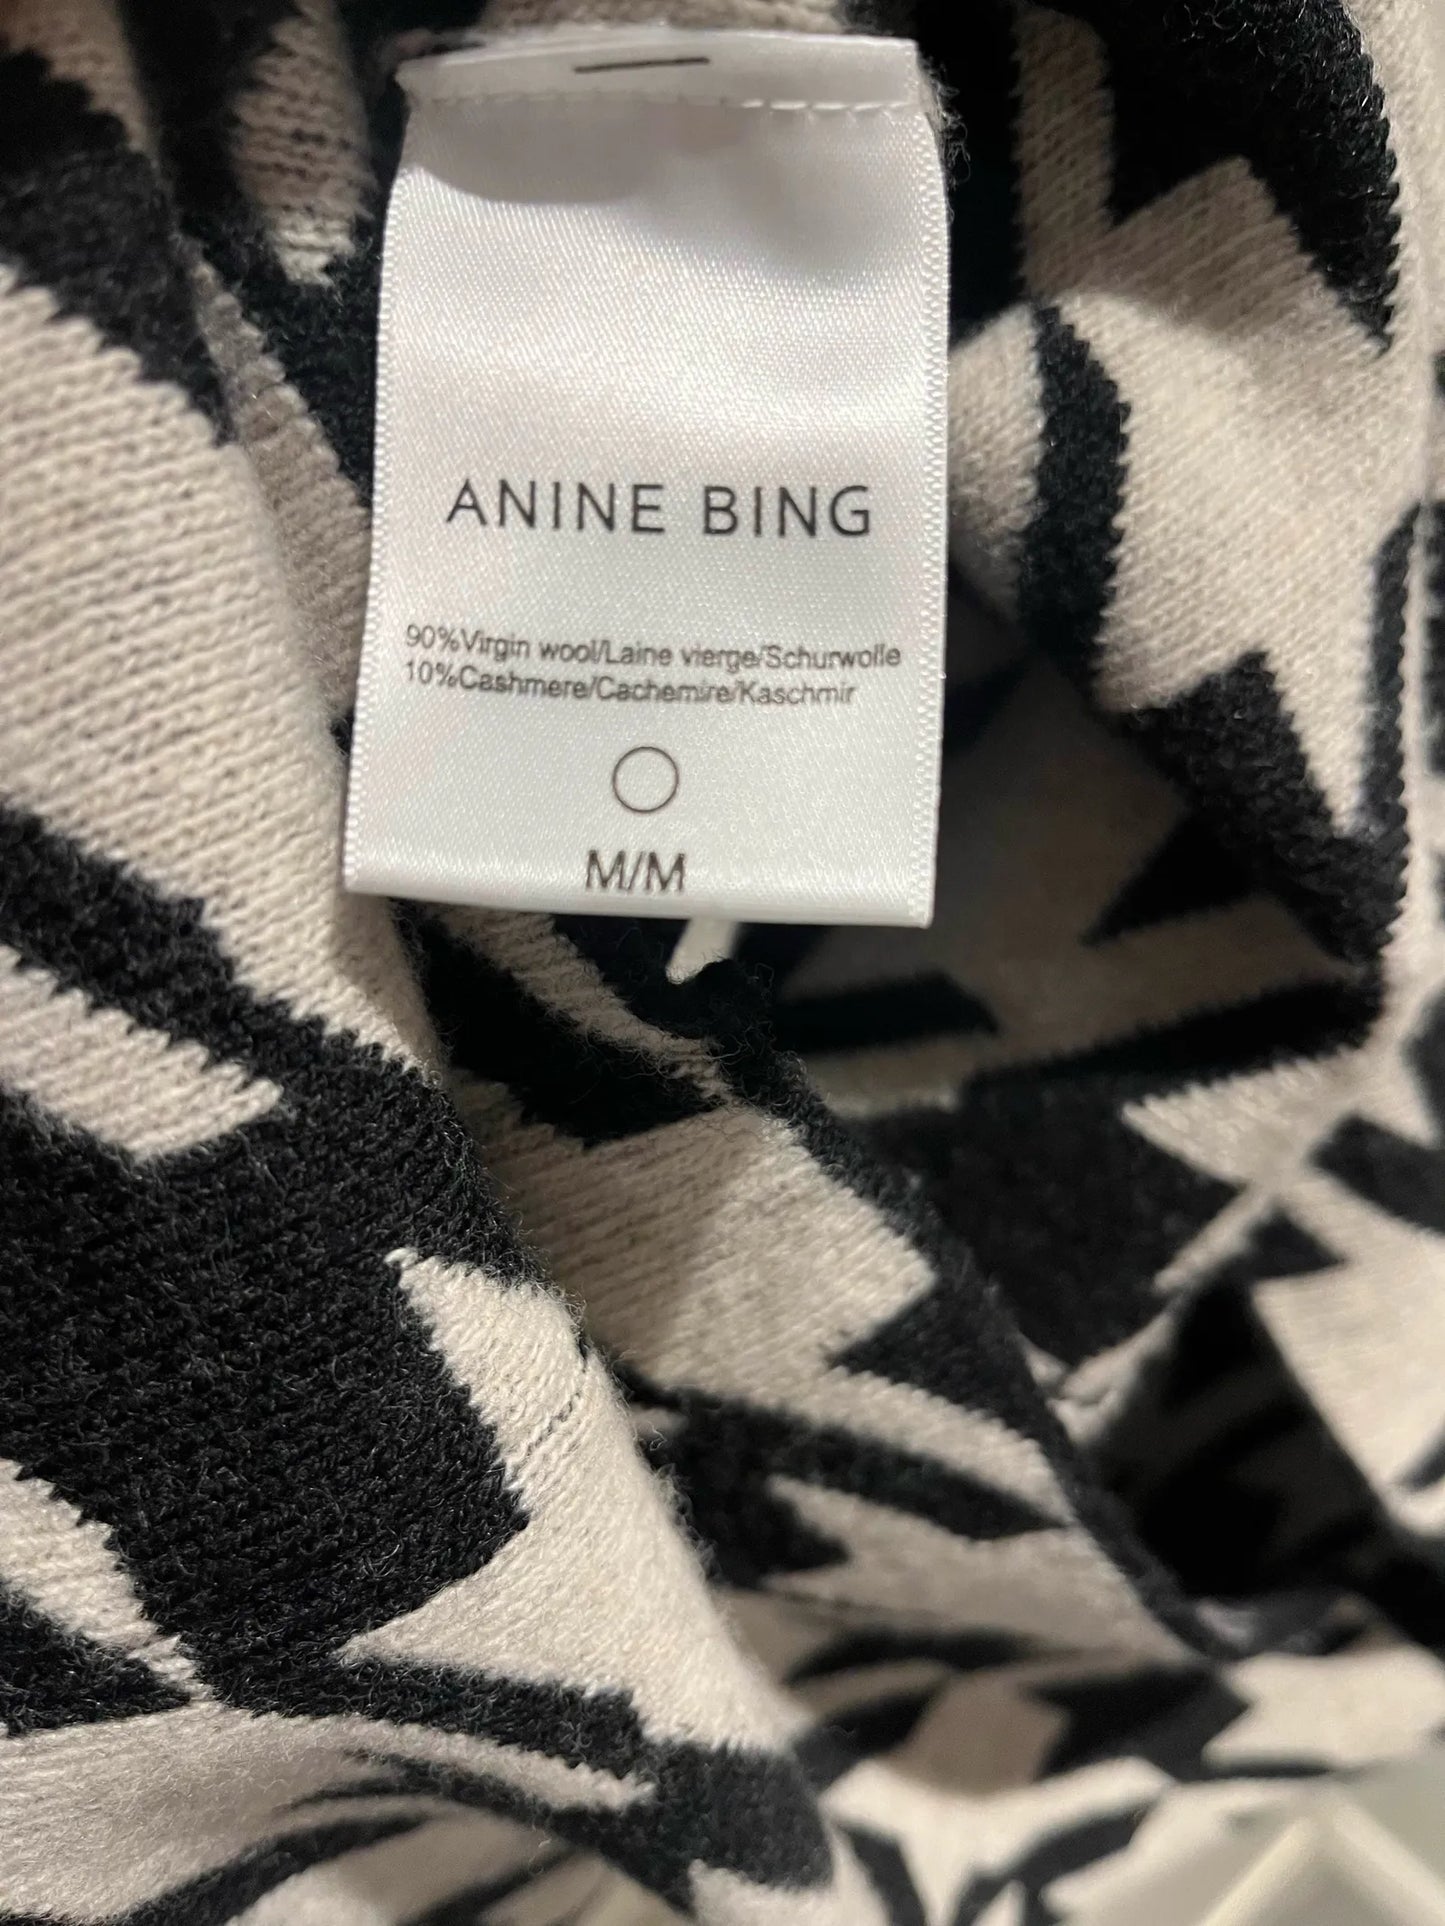 ANINE BING
90%Virgin wool/Laine vierge/Schurwolle
10%Cashmere/Cachemire/Kaschmir
M/M